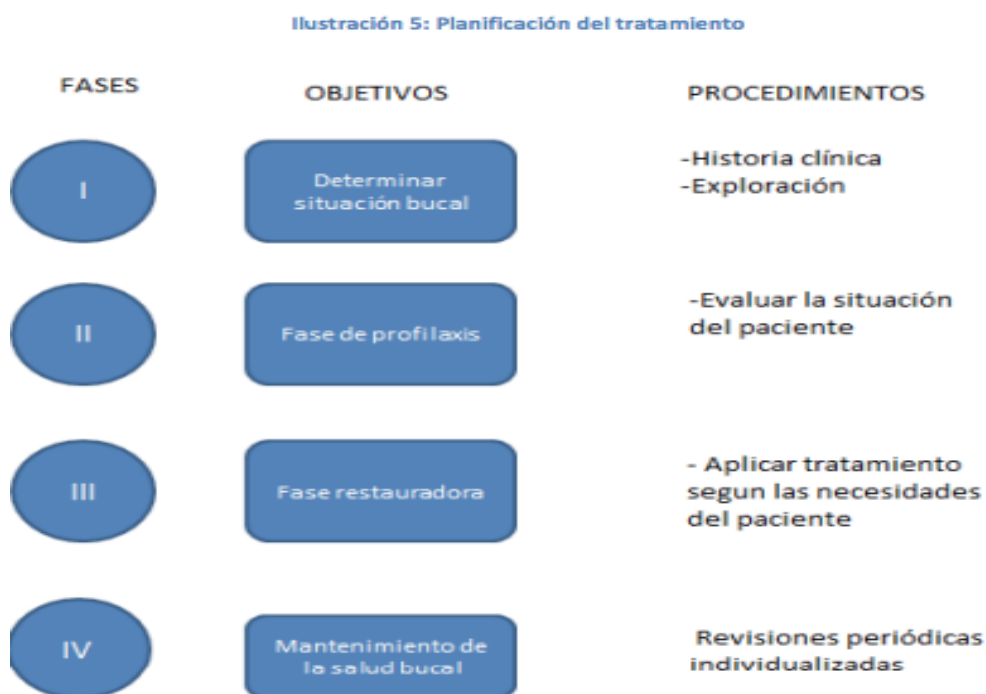 Ilustración 5: Planificación del tratamiento
FASES
OBJETIVOS
PROCEDIMIENTOS
I
Determinar
situación bucal
-Historia clínica
-Exploración
II
Fase de profilaxis
-Evaluar la situación
del paciente
III
Fase restauradora
- Aplicar tratamiento
segun las necesidades
del paciente
IV
Mantenimiento de
la salud bucal
Revisiones periódicas
individualizadas